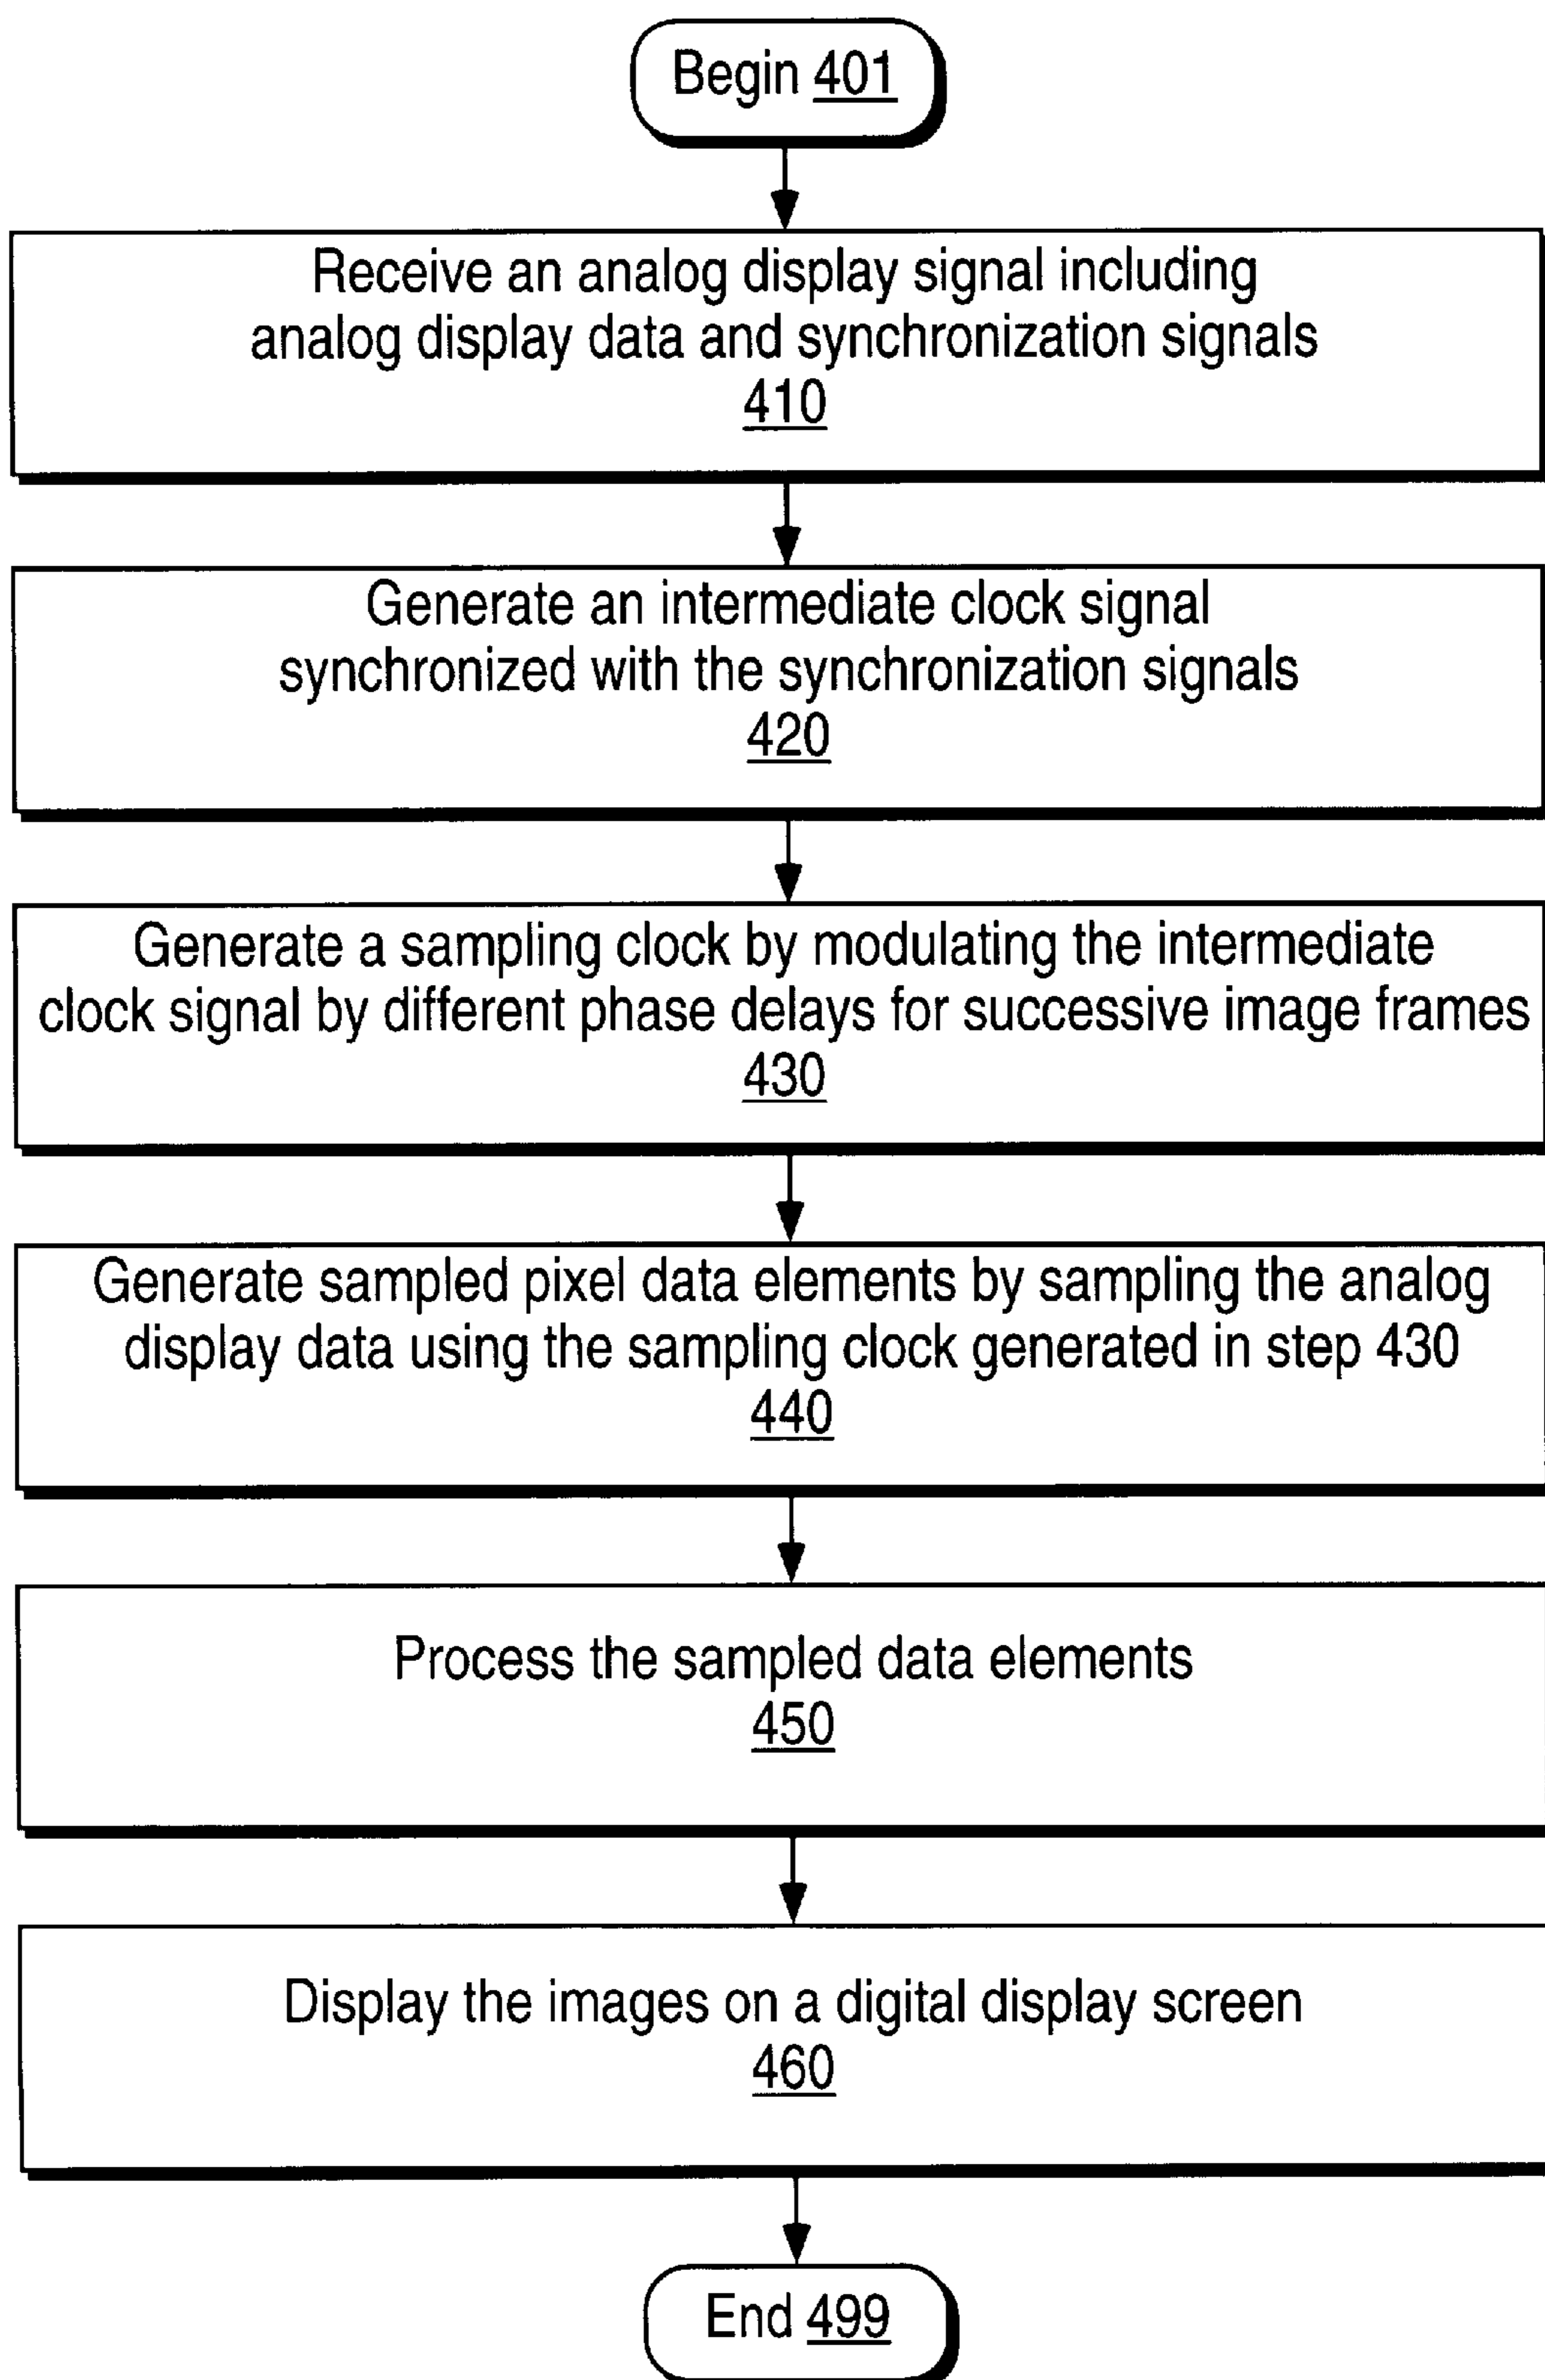 Begin 401
Receive an analog display signal including
analog display data and synchronization signals
410
Generate an intermediate clock signal
synchronized with the synchronization signals
420
Generate a sampling clock by modulating the intermediate
clock signal by different phase delays for successive image frames
430
Generate sampled pixel data elements by sampling the analog
display data using the sampling clock generated in step 430
440
Process the sampled data elements
450
Display the images on a digital display screen
460
End 499